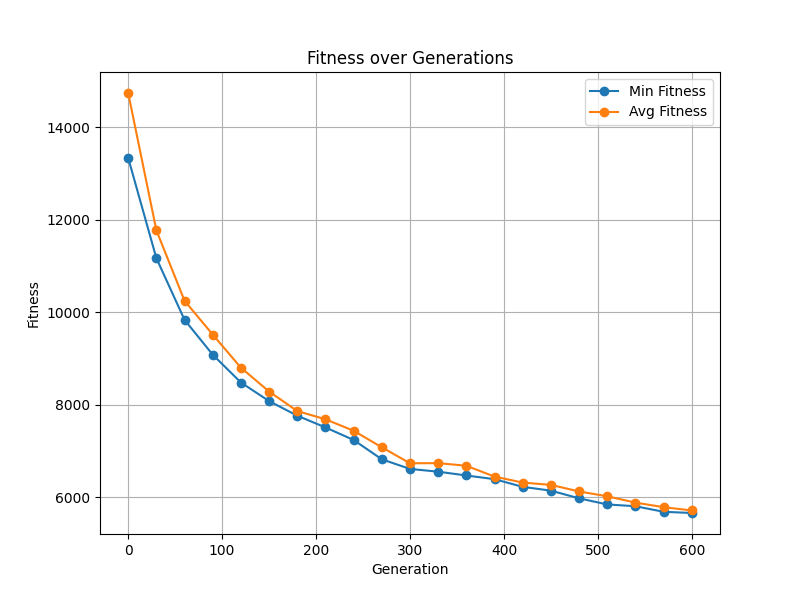 Fitness over Generations
Min Fitness
Avg Fitness
14000
12000
10000
8000
6000
Fitness
0 100 200 300 400 500 600
Generation